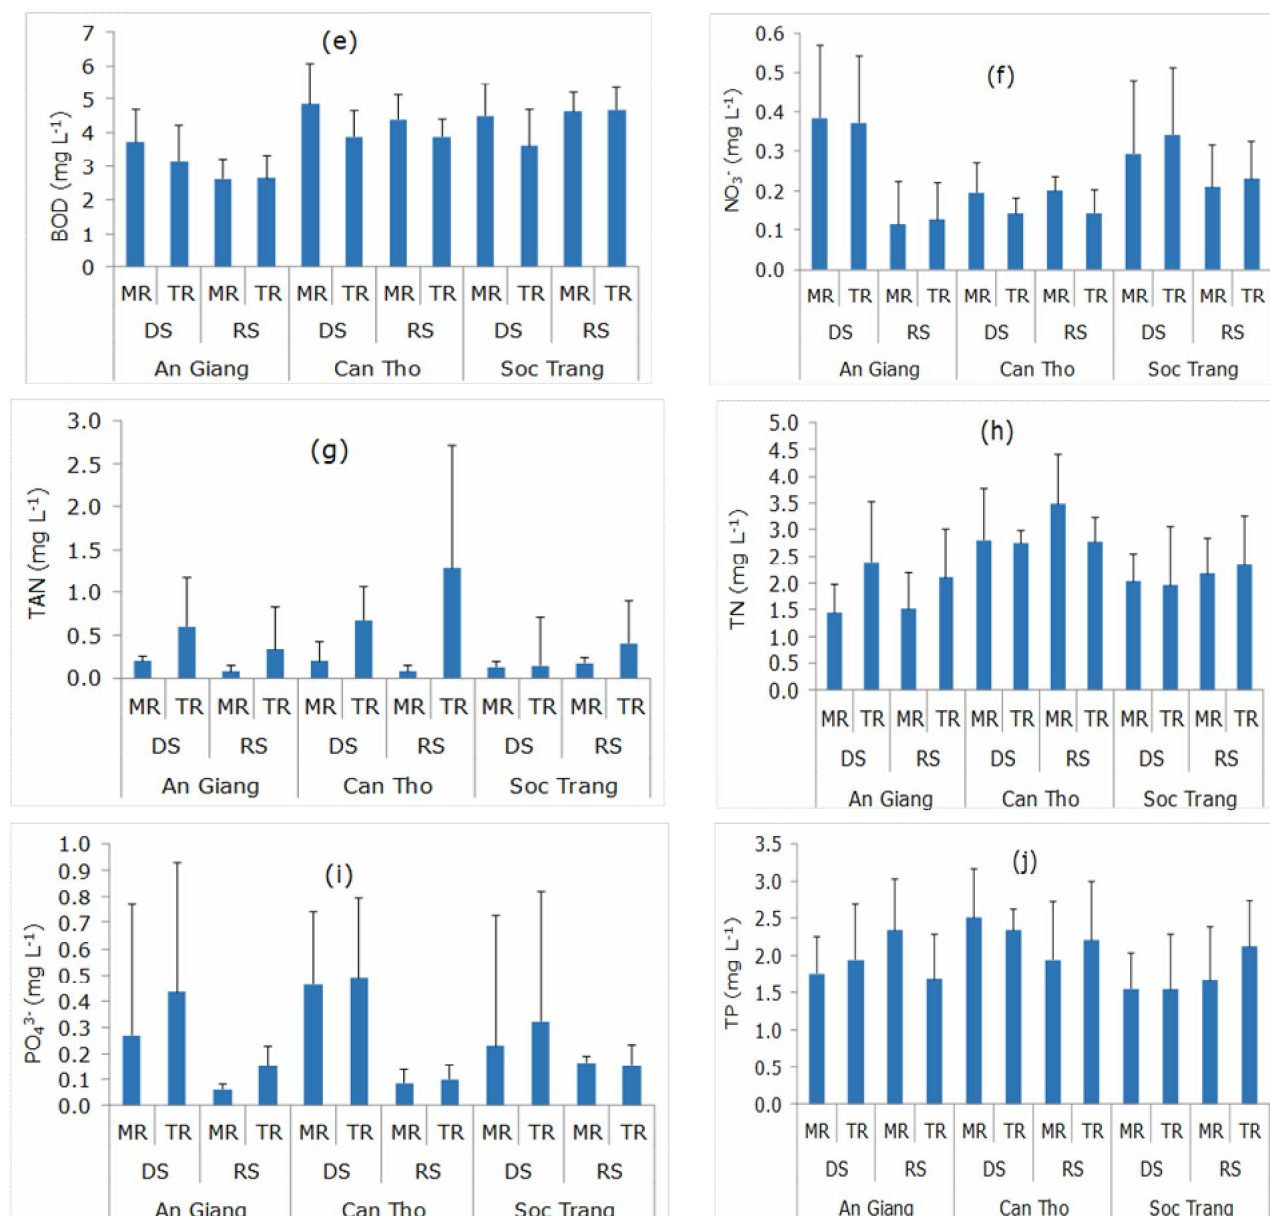 (e)
BOD (mg L-1)
7
6
5
4
3
2
1
0
MR TR MR TR MR TR MR TR MR TR MR TR
DS RS DS RS DS RS
An Giang Can Tho Soc Trang
(f)
NO3- (mg L-1)
0.6
0.5
0.4
0.3
0.2
0.1
0.0
MR TR MR TR MR TR MR TR MR TR MR TR
DS RS DS RS DS RS
An Giang Can Tho Soc Trang
(g)
TAN (mg L-1)
3.0
2.5
2.0
1.5
1.0
0.5
0.0
MR TR MR TR MR TR MR TR MR TR MR TR
DS RS DS RS DS RS
An Giang Can Tho Soc Trang
(h)
TN (mg L-1)
5.0
4.5
4.0
3.5
3.0
2.5
2.0
1.5
1.0
0.5
0.0
MR TR MR TR MR TR MR TR MR TR MR TR
DS RS DS RS DS RS
An Giang Can Tho Soc Trang
(i)
PO43- (mg L-1)
1.0
0.9
0.8
0.7
0.6
0.5
0.4
0.3
0.2
0.1
0.0
MR TR MR TR MR TR MR TR MR TR MR TR
DS RS DS RS DS RS
An Giang Can Tho Soc Trang
(j)
TP (mg L-1)
3.5
3.0
2.5
2.0
1.5
1.0
0.5
0.0
MR TR MR TR MR TR MR TR MR TR MR TR
DS RS DS RS DS RS
An Giang Can Tho Soc Trang